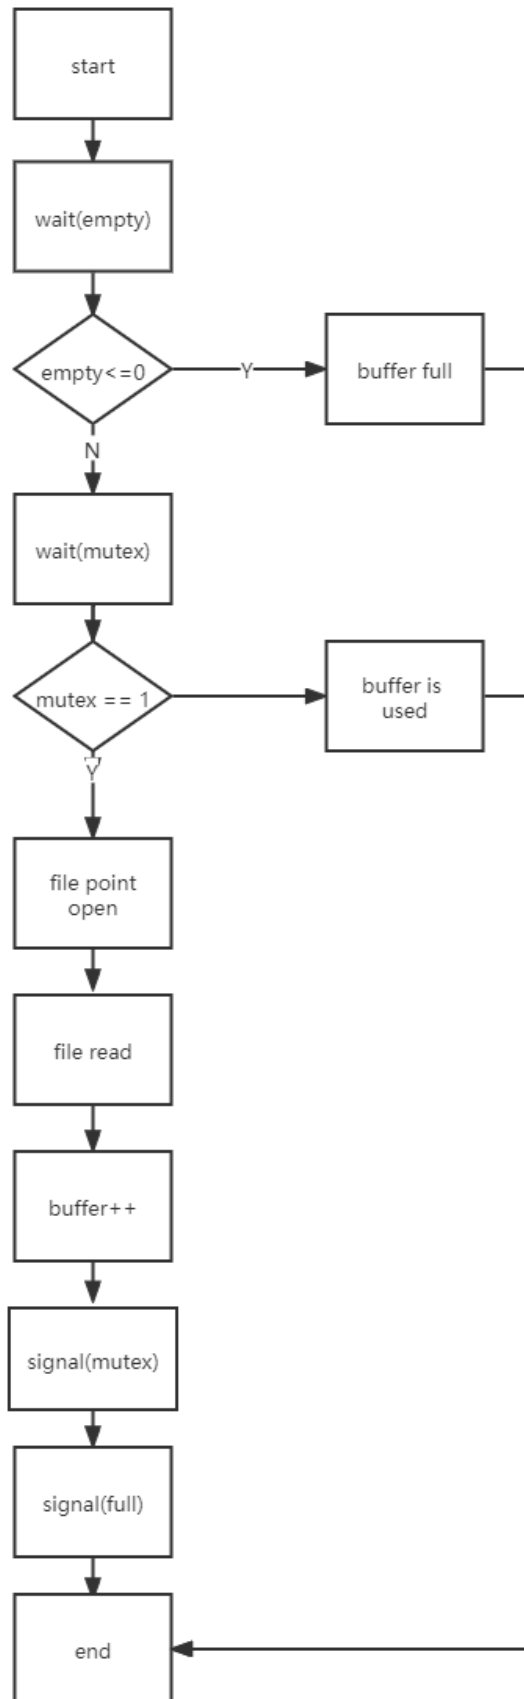 start
wait(empty)
empty<=0
Y
buffer full
N
wait(mutex)
mutex == 1
buffer is
used
Y
file point
open
file read
buffer++
signal(mutex)
signal(full)
end